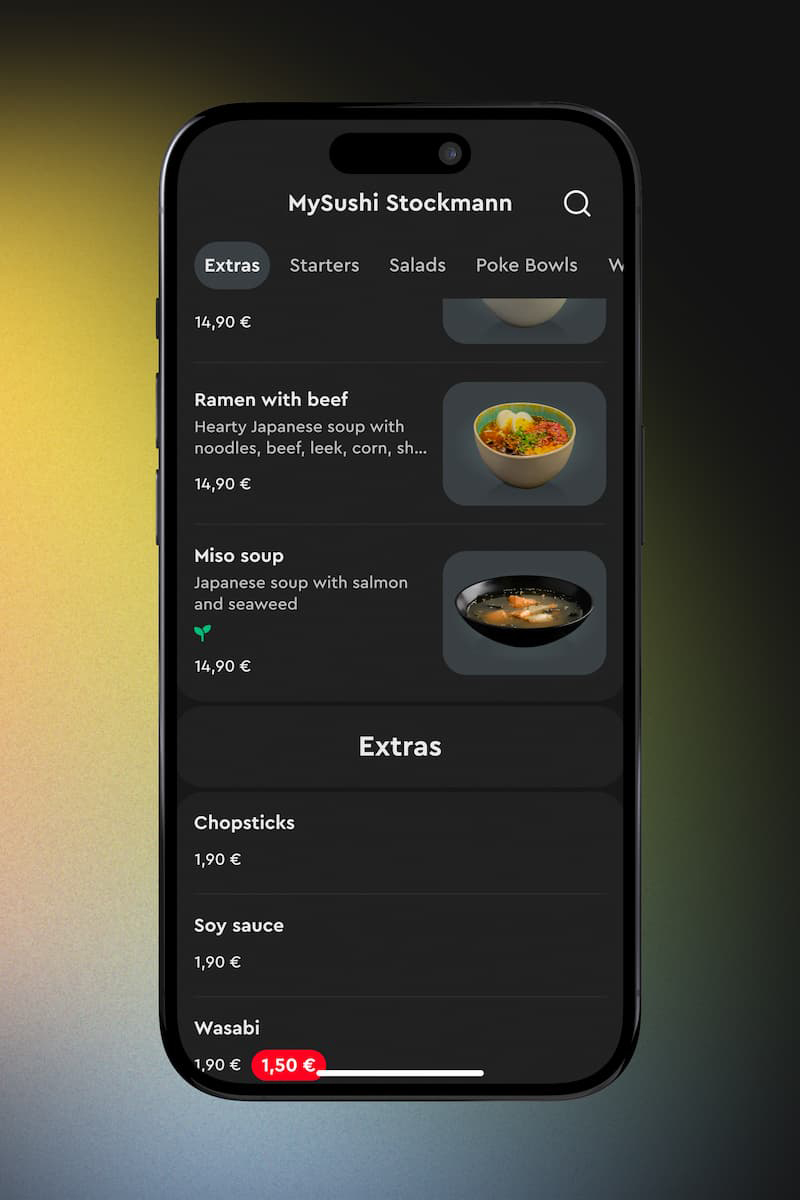 MySushi Stockmann
Extras Starters Salads Poke Bowls W
14,90 €
Ramen with beef
Hearty Japanese soup with
noodles, beef, leek, corn, sh...
14,90 €
Miso soup
Japanese soup with salmon
and seaweed
14,90 €
Extras
Chopsticks
1,90 €
Soy sauce
1,90 €
Wasabi
1,90 € 1,50 €